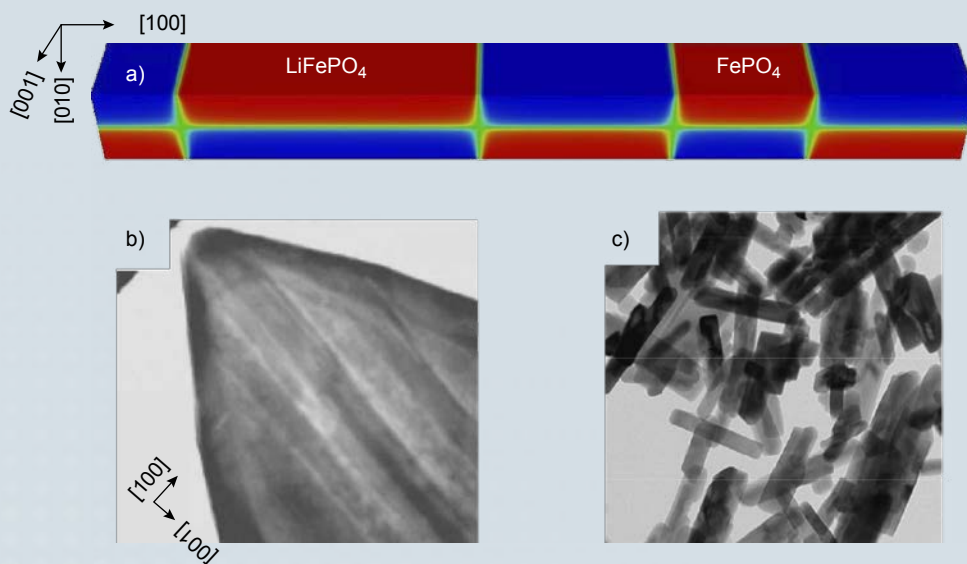 [100]
[001]
[010]
a)
LiFePO₄
FePO₄
b)
c)
[100]
[001]